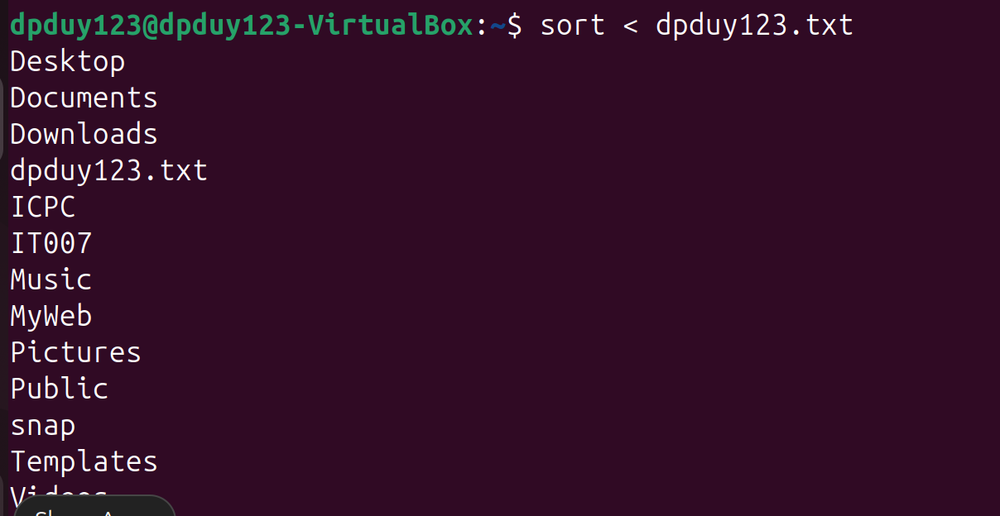 dpduy123@dpduy123-VirtualBox:~$ sort < dpduy123.txt
Desktop
Documents
Downloads
dpduy123.txt
ICPC
IT007
Music
MyWeb
Pictures
Public
snap
Templates
Videos